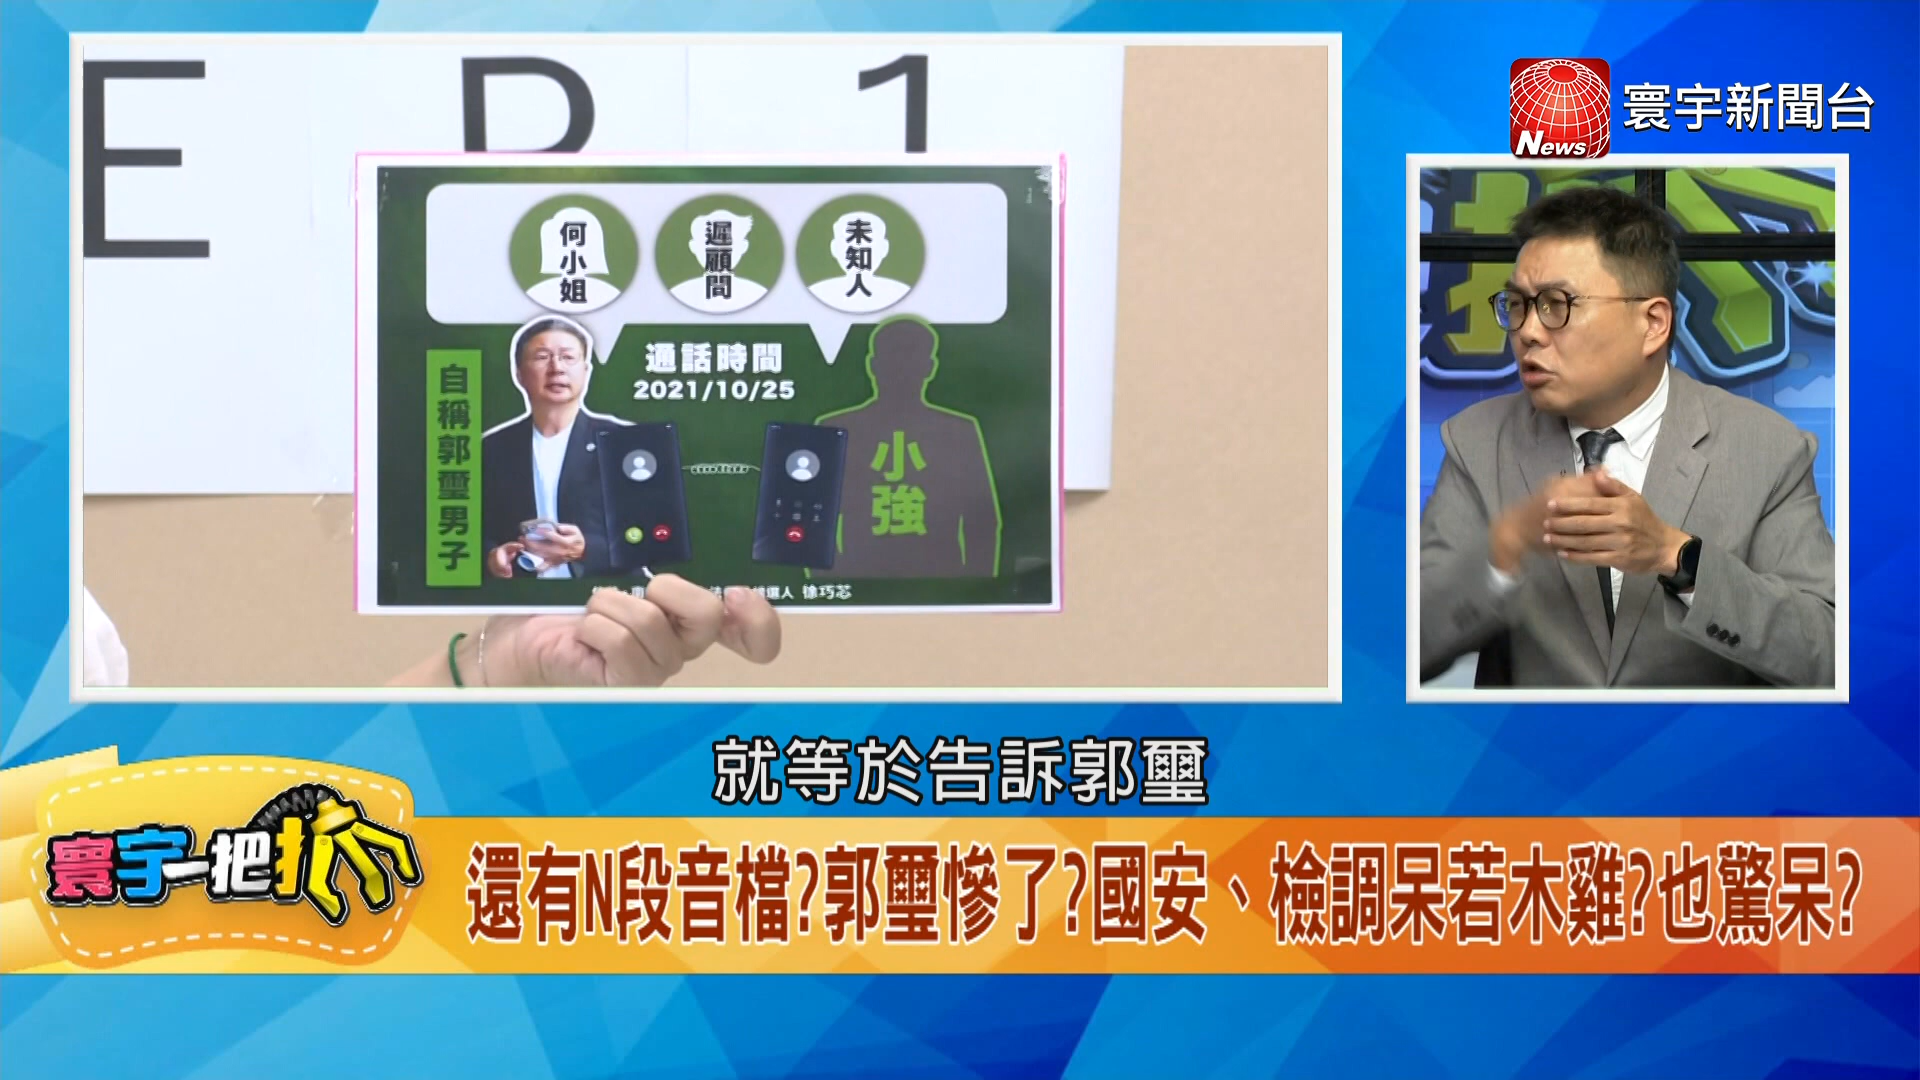 E P 1
News 寰宇新聞台
何小姐
遲顧問
未知人
通話時間
2021/10/25
自稱郭璽男子
小強
徐巧芯
就等於告訴郭璽
寰宇一把抓
還有N段音檔?郭璽慘了?國安、檢調呆若木雞?也驚呆?